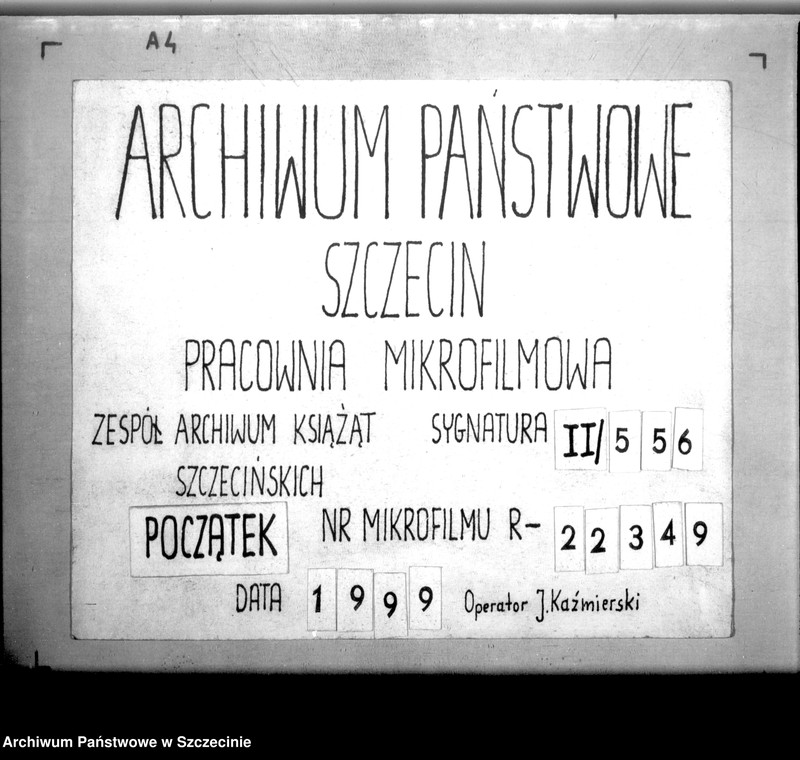 A4
ARCHIWUM PAŃSTWOWE
SZCZECIN
PRACOWNIA MIKROFILMOWA
ZESPÓŁ ARCHIWUM KSIĄŻĄT SYGNATURA II/556
SZCZECIŃSKICH
POCZĄTEK NR MIKROFILMU R-22349
DATA 1999 Operator J.Kaźmierski
Archiwum Państwowe w Szczecinie